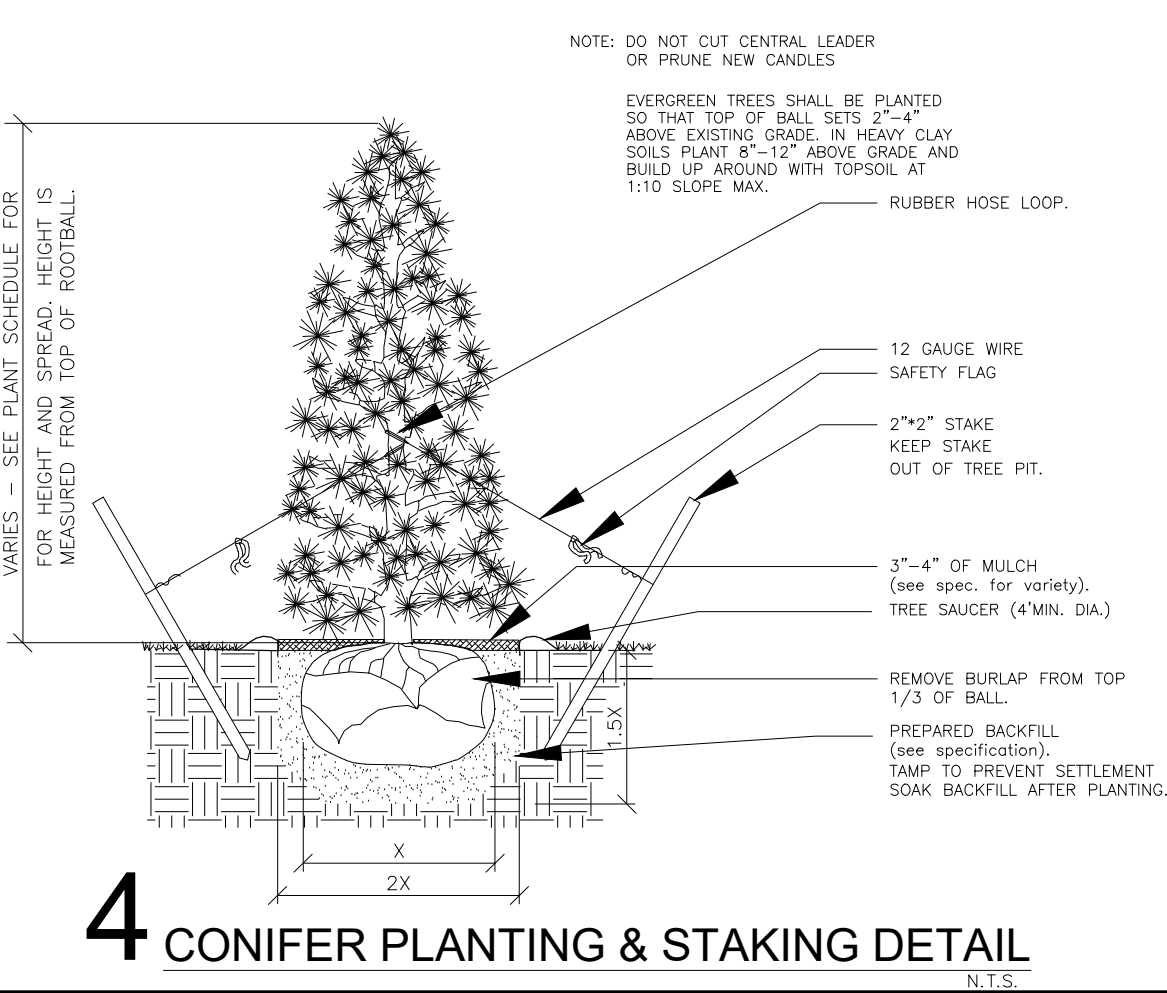 NOTE: DO NOT CUT CENTRAL LEADER
OR PRUNE NEW CANDLES
EVERGREEN TREES SHALL BE PLANTED
SO THAT TOP OF BALL SETS 2"–4"
ABOVE EXISTING GRADE. IN HEAVY CLAY
SOILS PLANT 8"–12" ABOVE GRADE AND
BUILD UP AROUND WITH TOPSOIL AT
1:10 SLOPE MAX.
VARIES – SEE PLANT SCHEDULE FOR
FOR HEIGHT AND SPREAD. HEIGHT IS
MEASURED FROM TOP OF ROOTBALL.
RUBBER HOSE LOOP.
12 GAUGE WIRE
SAFETY FLAG
2"*2" STAKE
KEEP STAKE
OUT OF TREE PIT.
3"–4" OF MULCH
(see spec. for variety).
TREE SAUCER (4'MIN. DIA.)
REMOVE BURLAP FROM TOP
1/3 OF BALL.
PREPARED BACKFILL
(see specification).
TAMP TO PREVENT SETTLEMENT
SOAK BACKFILL AFTER PLANTING.
1.5X
X
2X
4 CONIFER PLANTING & STAKING DETAIL
N.T.S.